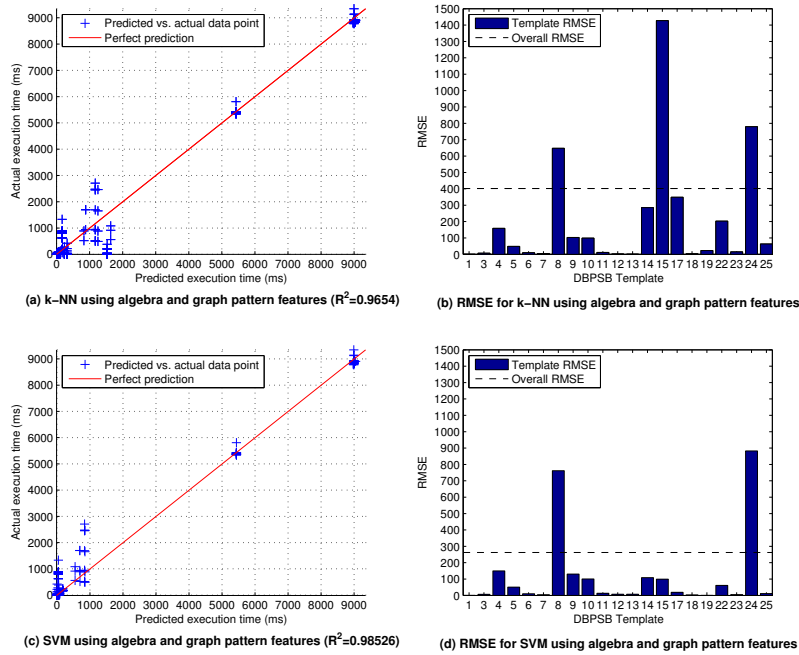 Predicted vs. actual data point
Perfect prediction
Actual execution time (ms)
9000
8000
7000
6000
5000
4000
3000
2000
1000
0
0 1000 2000 3000 4000 5000 6000 7000 8000 9000
Predicted execution time (ms)
(a) k−NN using algebra and graph pattern features (R2=0.9654)
Template RMSE
Overall RMSE
RMSE
1500
1400
1300
1200
1100
1000
900
800
700
600
500
400
300
200
100
0
1 3 4 5 6 7 8 9 10 11 12 13 14 15 17 18 19 22 23 24 25
DBPSB Template
(b) RMSE for k−NN using algebra and graph pattern features
Predicted vs. actual data point
Perfect prediction
Actual execution time (ms)
9000
8000
7000
6000
5000
4000
3000
2000
1000
0
0 1000 2000 3000 4000 5000 6000 7000 8000 9000
Predicted execution time (ms)
(c) SVM using algebra and graph pattern features (R2=0.98526)
Template RMSE
Overall RMSE
RMSE
1500
1400
1300
1200
1100
1000
900
800
700
600
500
400
300
200
100
0
1 3 4 5 6 7 8 9 10 11 12 13 14 15 17 18 19 22 23 24 25
DBPSB Template
(d) RMSE for SVM using algebra and graph pattern features